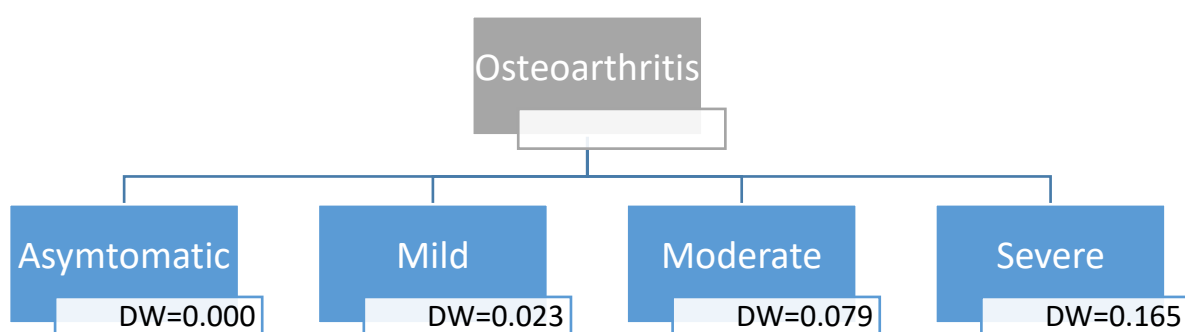 Osteoarthritis
Asymtomatic
DW=0.000
Mild
DW=0.023
Moderate
DW=0.079
Severe
DW=0.165